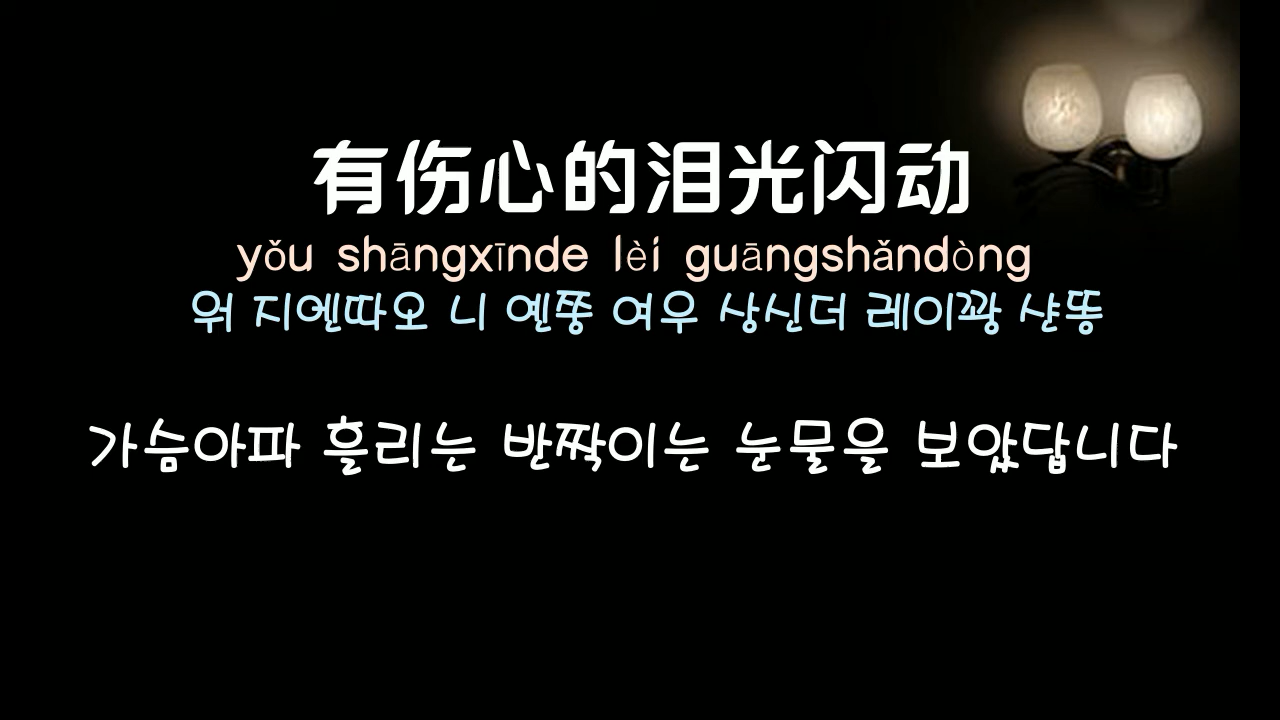 有伤心的泪光闪动
yǒu shāngxīnde lèi guāngshǎndòng
워 지엔따오 니 옌쭝 여우 상신더 레이꽝 샨똥
가슴아파 흘리는 반짝이는 눈물을 보았답니다